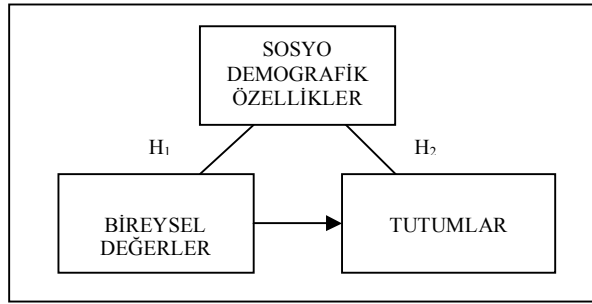 SOSYO
DEMOGRAFİK
ÖZELLİKLER
H₁
H₂
BİREYSEL
DEĞERLER
TUTUMLAR